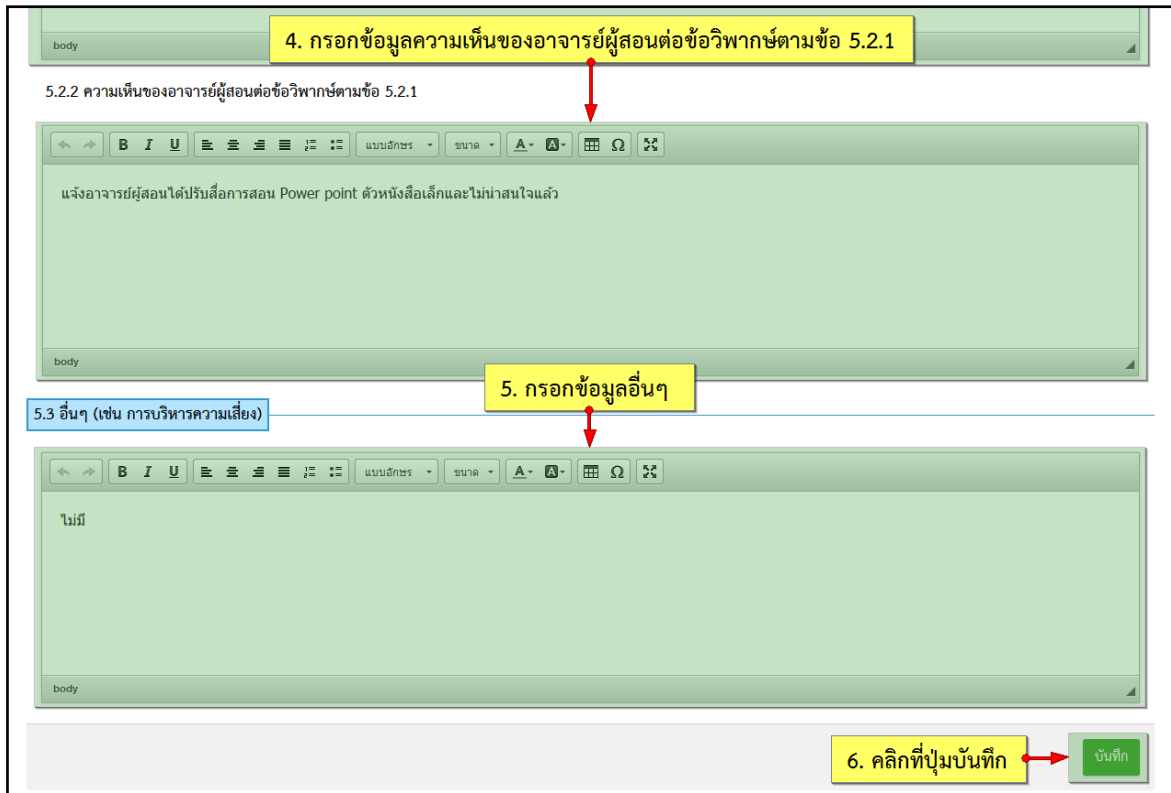 body
4. กรอกข้อมูลความเห็นของอาจารย์ผู้สอนต่อข้อวิพากษ์ตามข้อ 5.2.1
5.2.2 ความเห็นของอาจารย์ผู้สอนต่อข้อวิพากษ์ตามข้อ 5.2.1
B I U แบบอักษร ขนาด A A Ω
แจ้งอาจารย์ผู้สอนได้ปรับสื่อการสอน Power point ตัวหนังสือเล็กและไม่น่าสนใจแล้ว
body
5. กรอกข้อมูลอื่นๆ
5.3 อื่นๆ (เช่น การบริหารความเสี่ยง)
B I U แบบอักษร ขนาด A A Ω
ไม่มี
body
6. คลิกที่ปุ่มบันทึก
บันทึก